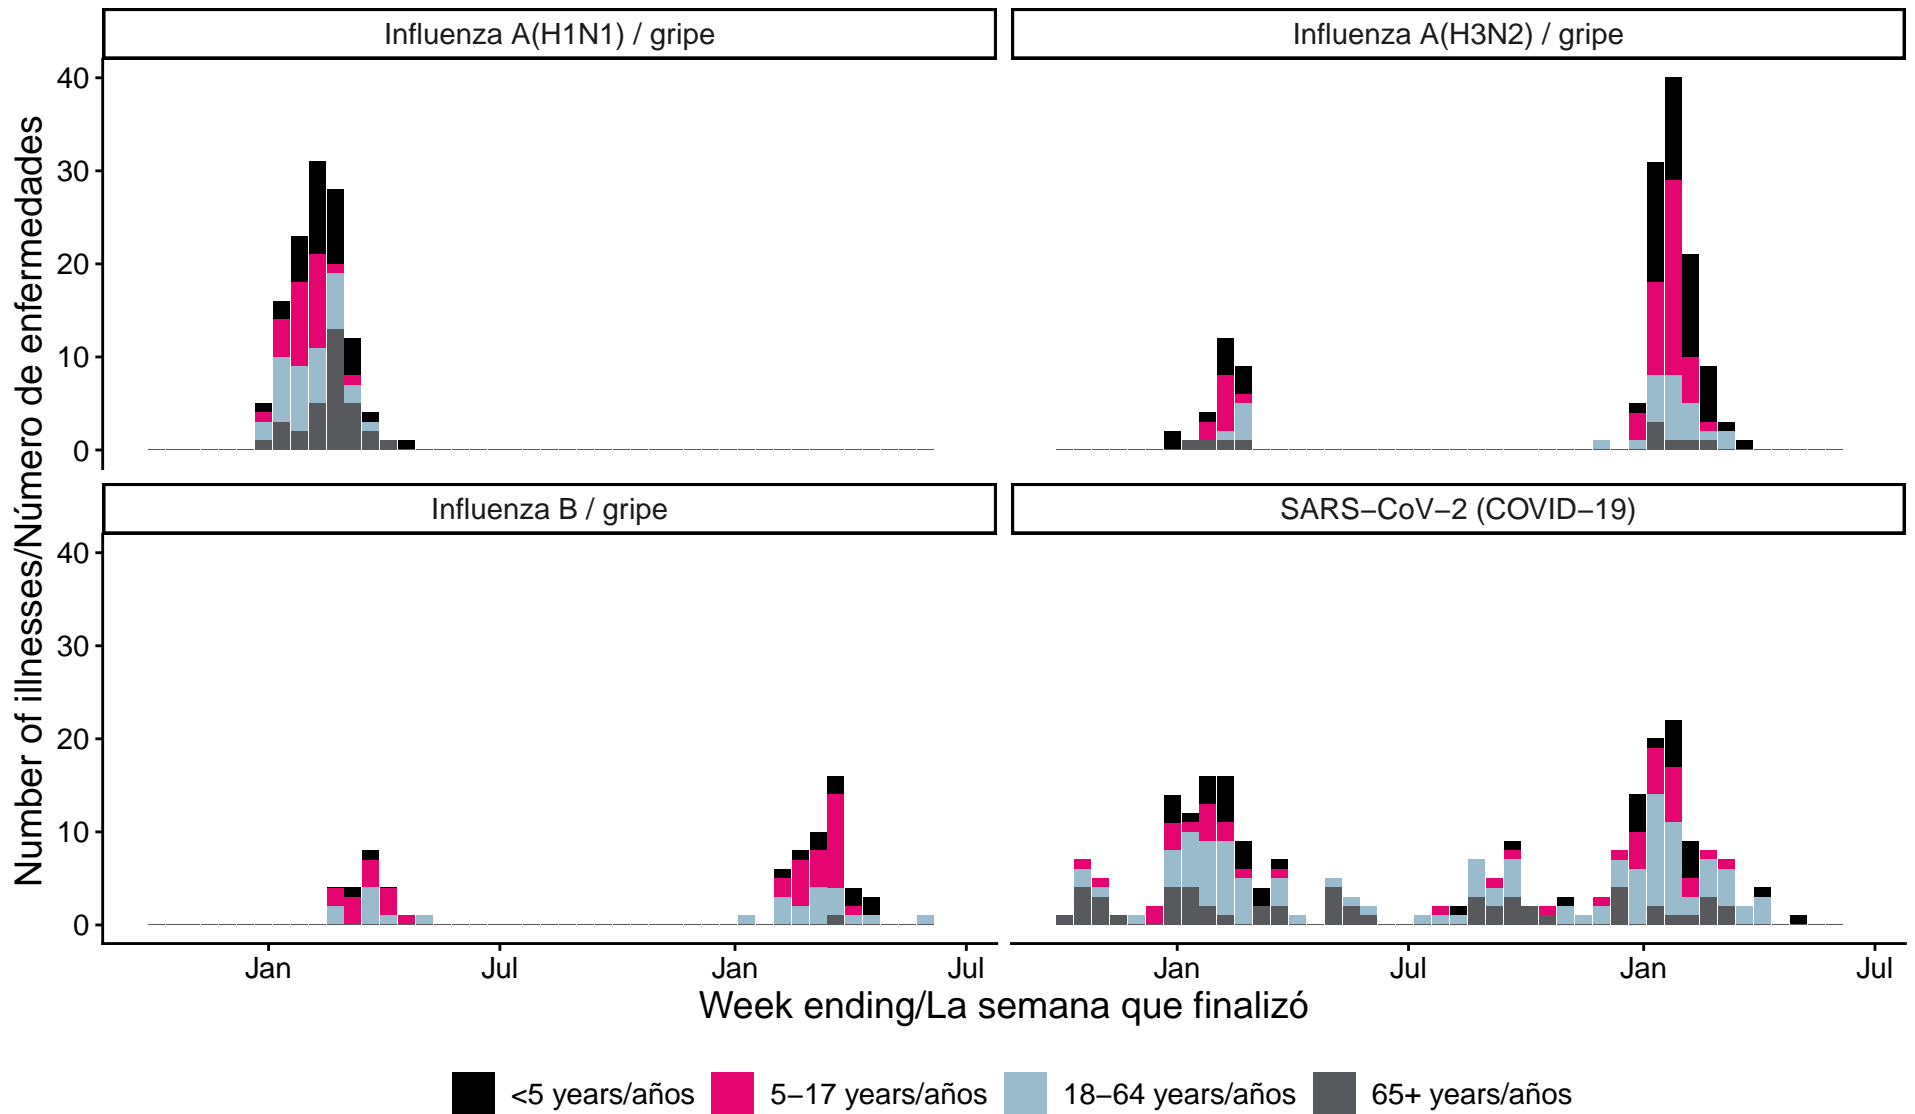 Influenza A(H1N1) / gripe
Influenza A(H3N2) / gripe
40
30
20
10
0
Influenza B / gripe
SARS−CoV−2 (COVID−19)
40
30
20
10
0
Jan
Jul
Jan
Jul
Jan
Jul
Jan
Jul
Number of illnesses/Número de enfermedades
Week ending/La semana que finalizó
<5 years/años
5−17 years/años
18−64 years/años
65+ years/años